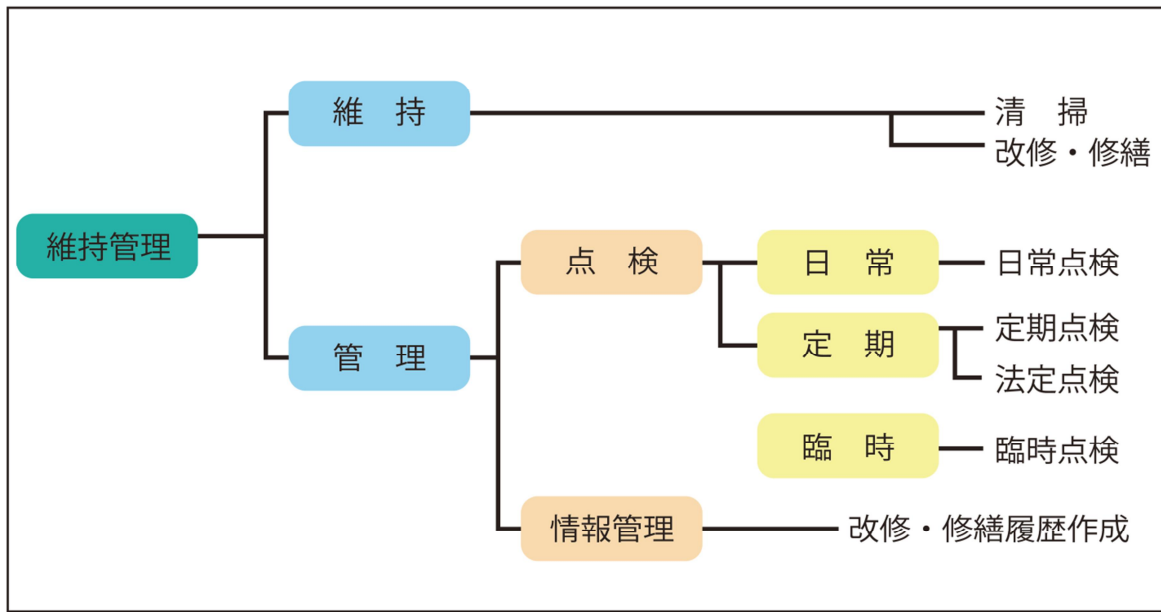 維持
清掃
改修・修繕
維持管理
点検
日常
日常点検
定期
定期点検
法定点検
管理
臨時
臨時点検
情報管理
改修・修繕履歴作成